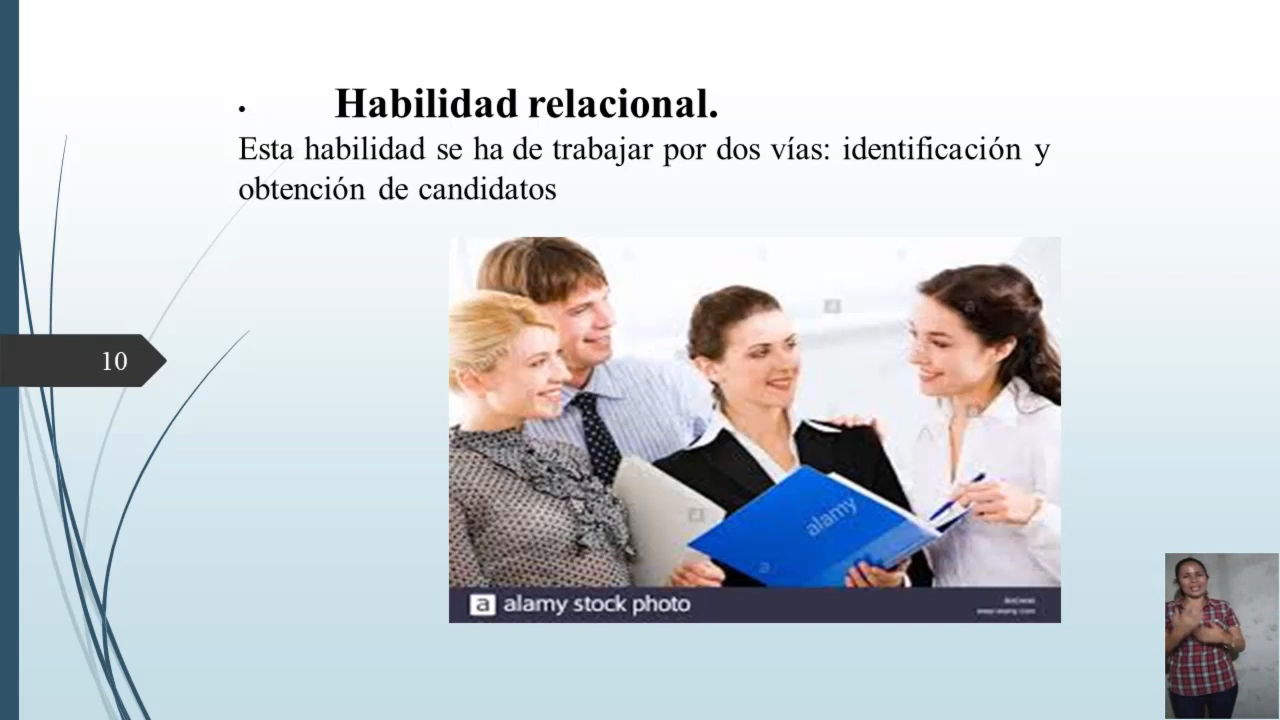 • Habilidad relacional.
Esta habilidad se ha de trabajar por dos vías: identificación y
obtención de candidatos
10
alamy
a alamy stock photo